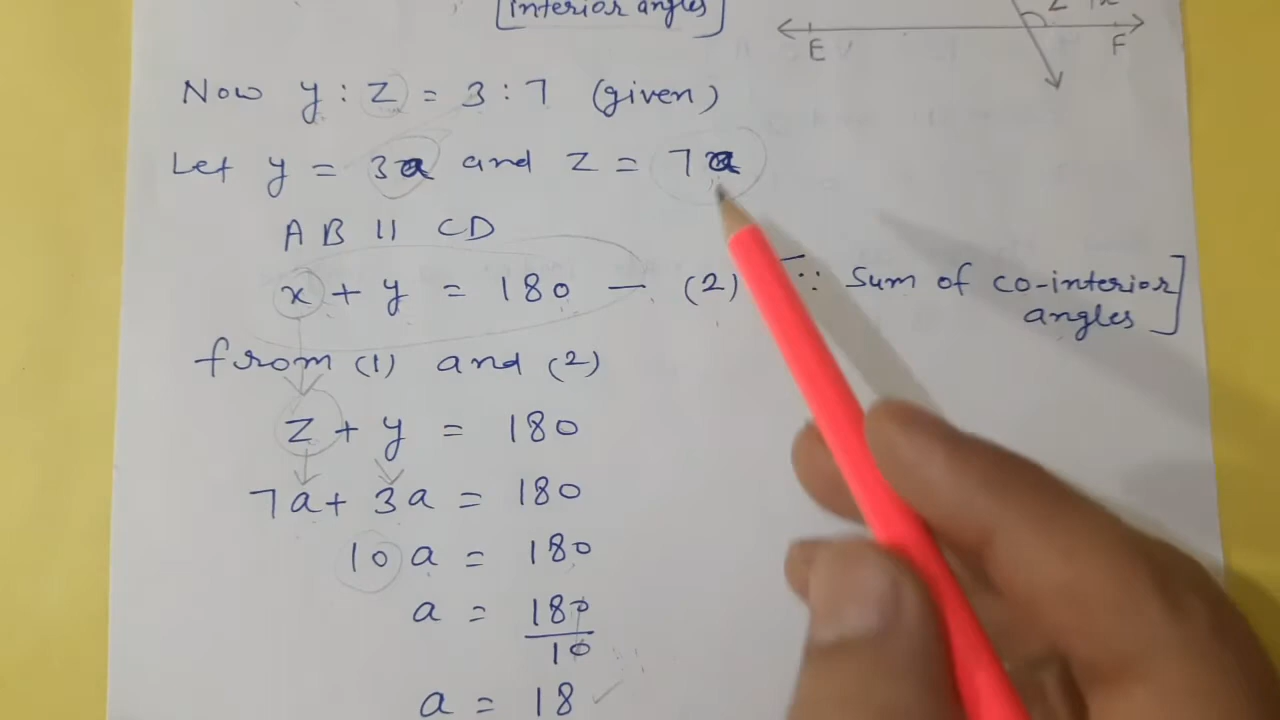 [interior angles]
E
F
Now y : z = 3 : 7 (given)
Let y = 3a and z = 7a
AB || CD
x + y = 180 — (2) [∵ Sum of co-interior angles]
from (1) and (2)
z + y = 180
7a + 3a = 180
10a = 180
a = 180/10
a = 18